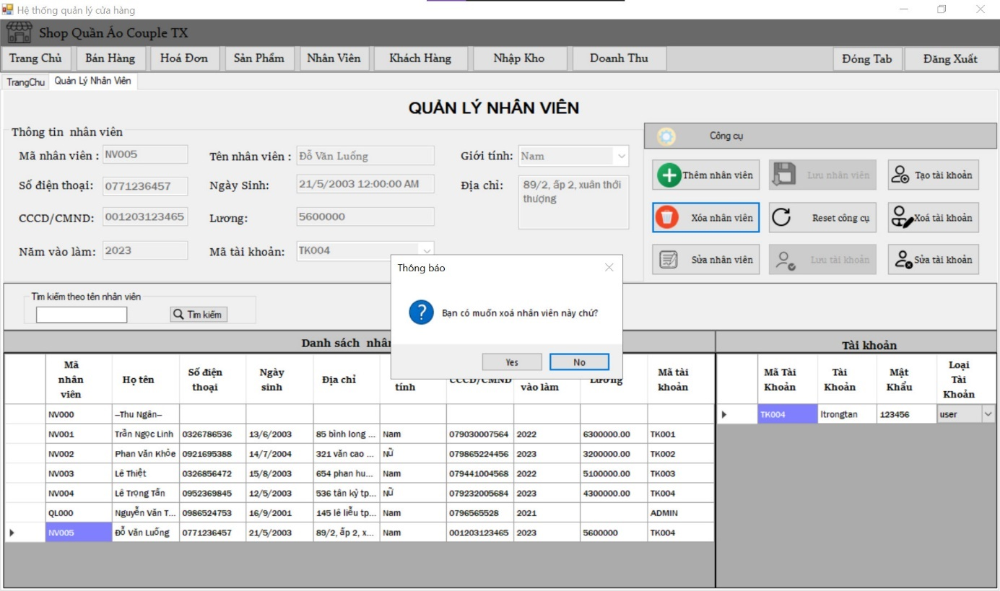 Hệ thống quản lý cửa hàng
Shop Quần Áo Couple TX
Trang Chủ Bán Hàng Hoá Đơn Sản Phẩm Nhân Viên Khách Hàng Nhập Kho Doanh Thu Đóng Tab Đăng Xuất
TrangChu Quản Lý Nhân Viên
QUẢN LÝ NHÂN VIÊN
Thông tin nhân viên
Mã nhân viên : NV005 Tên nhân viên : Đỗ Văn Luống Giới tính: Nam
Số điện thoại: 0771236457 Ngày Sinh: 21/5/2003 12:00:00 AM Địa chỉ: 89/2, ấp 2, xuân thới
thượng
CCCD/CMND: 001203123465 Lương: 5600000
Năm vào làm: 2023 Mã tài khoản: TK004
Công cụ
Thêm nhân viên Lưu nhân viên Tạo tài khoản
Xóa nhân viên Reset công cụ Xoá tài khoản
Sửa nhân viên Lưu tài khoản Sửa tài khoản
Thông báo
Bạn có muốn xoá nhân viên này chứ?
Yes No
Tìm kiếm theo tên nhân viên
Tìm kiếm
Danh sách nhân
Mã nhân viên Họ tên Số điện thoại Ngày sinh Địa chỉ tính CCCD/CMND vào làm Lương Mã tài khoản
NV000 –Thu Ngân–
NV001 Trần Ngọc Linh 0326786536 13/6/2003 85 bình long ... Nam 079030007564 2022 6300000.00 TK001
NV002 Phan Văn Khỏe 0921695388 14/7/2004 321 văn cao ... Nữ 079865224456 2023 3200000.00 TK002
NV003 Lê Thiệt 0326856472 15/8/2003 654 phan hu... Nam 079441004568 2022 5100000.00 TK003
NV004 Lê Trọng Tấn 0952369845 12/5/2003 536 tân kỳ tp... Nữ 079232005684 2023 4300000.00 TK004
QL000 Nguyễn Văn T... 0986524753 16/9/2001 145 lê liễu tp... Nam 0796565528 2021 ADMIN
NV005 Đỗ Văn Luống 0771236457 21/5/2003 89/2, ấp 2, x... Nam 001203123465 2023 5600000 TK004
Tài khoản
Mã Tài Khoản Tài Khoản Mật Khẩu Loại Tài Khoản
TK004 ltrongtan 123456 user